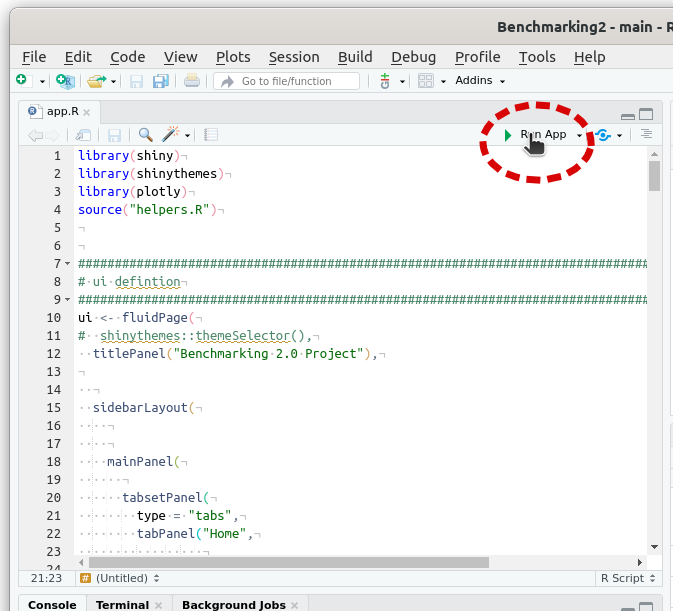 Benchmarking2 - main - R
File Edit Code View Plots Session Build Debug Profile Tools Help
Go to file/function Addins
app.R
Run App
1 library(shiny)
2 library(shinythemes)
3 library(plotly)
4 source("helpers.R")
5
6
7 ##############################################################################
8 # ui defintion
9 ##############################################################################
10 ui <- fluidPage(
11 #  shinythemes::themeSelector(),
12   titlePanel("Benchmarking 2.0 Project"),
13
14
15   sidebarLayout(
16
17
18     mainPanel(
19
20       tabsetPanel(
21         type = "tabs",
22         tabPanel("Home",
23
24
21:23 # (Untitled) R Script
Console Terminal Background Jobs